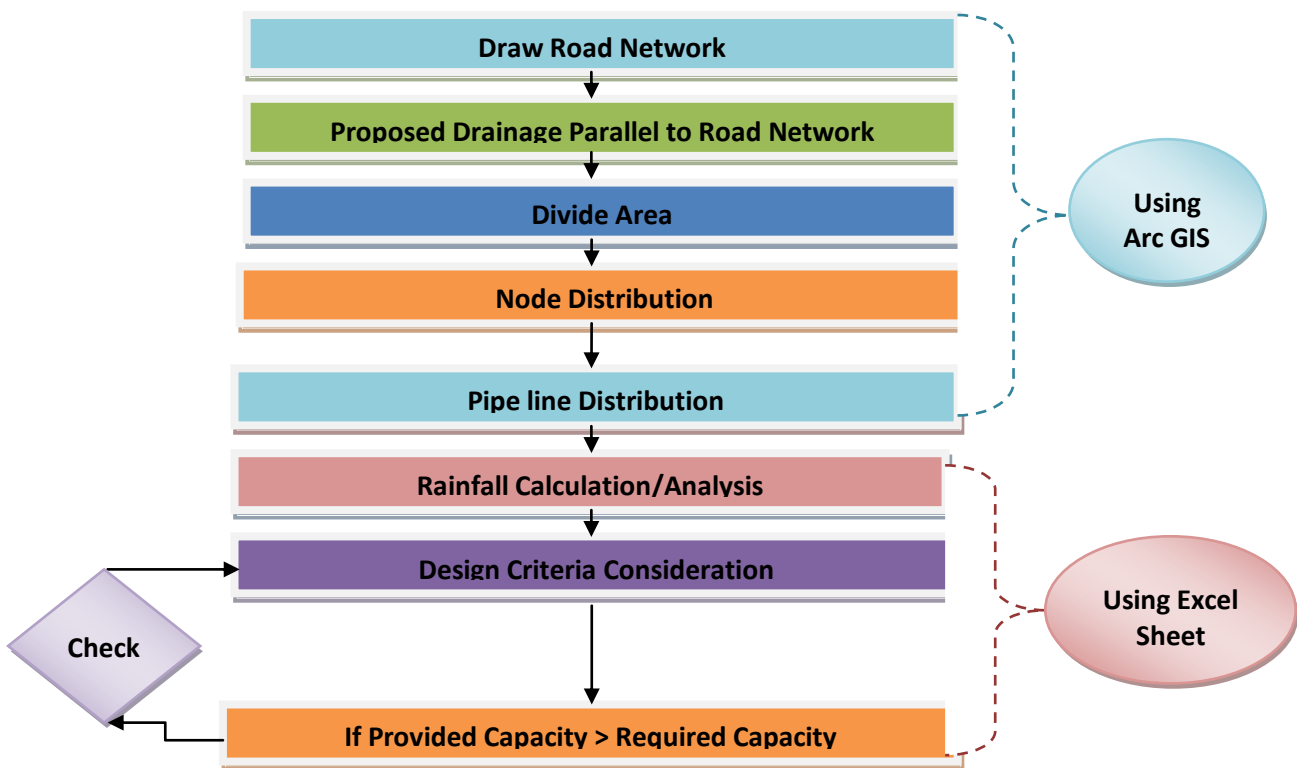 Draw Road Network
Proposed Drainage Parallel to Road Network
Divide Area
Node Distribution
Pipe line Distribution
Using
Arc GIS
Rainfall Calculation/Analysis
Design Criteria Consideration
Check
If Provided Capacity > Required Capacity
Using Excel
Sheet